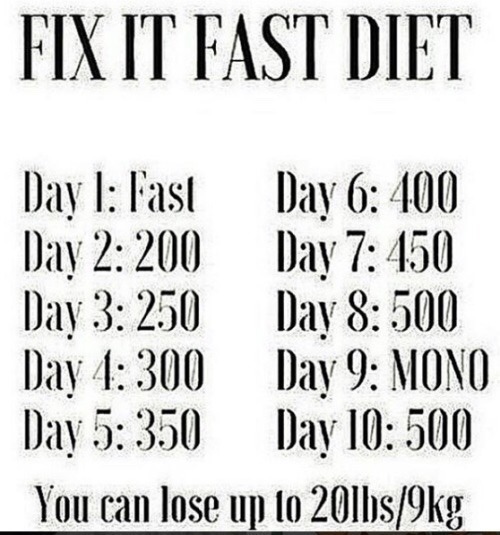 FIX IT FAST DIET
Day 1: Fast
Day 2: 200
Day 3: 250
Day 4: 300
Day 5: 350
Day 6: 400
Day 7: 450
Day 8: 500
Day 9: MONO
Day 10: 500
You can lose up to 20lbs/9kg